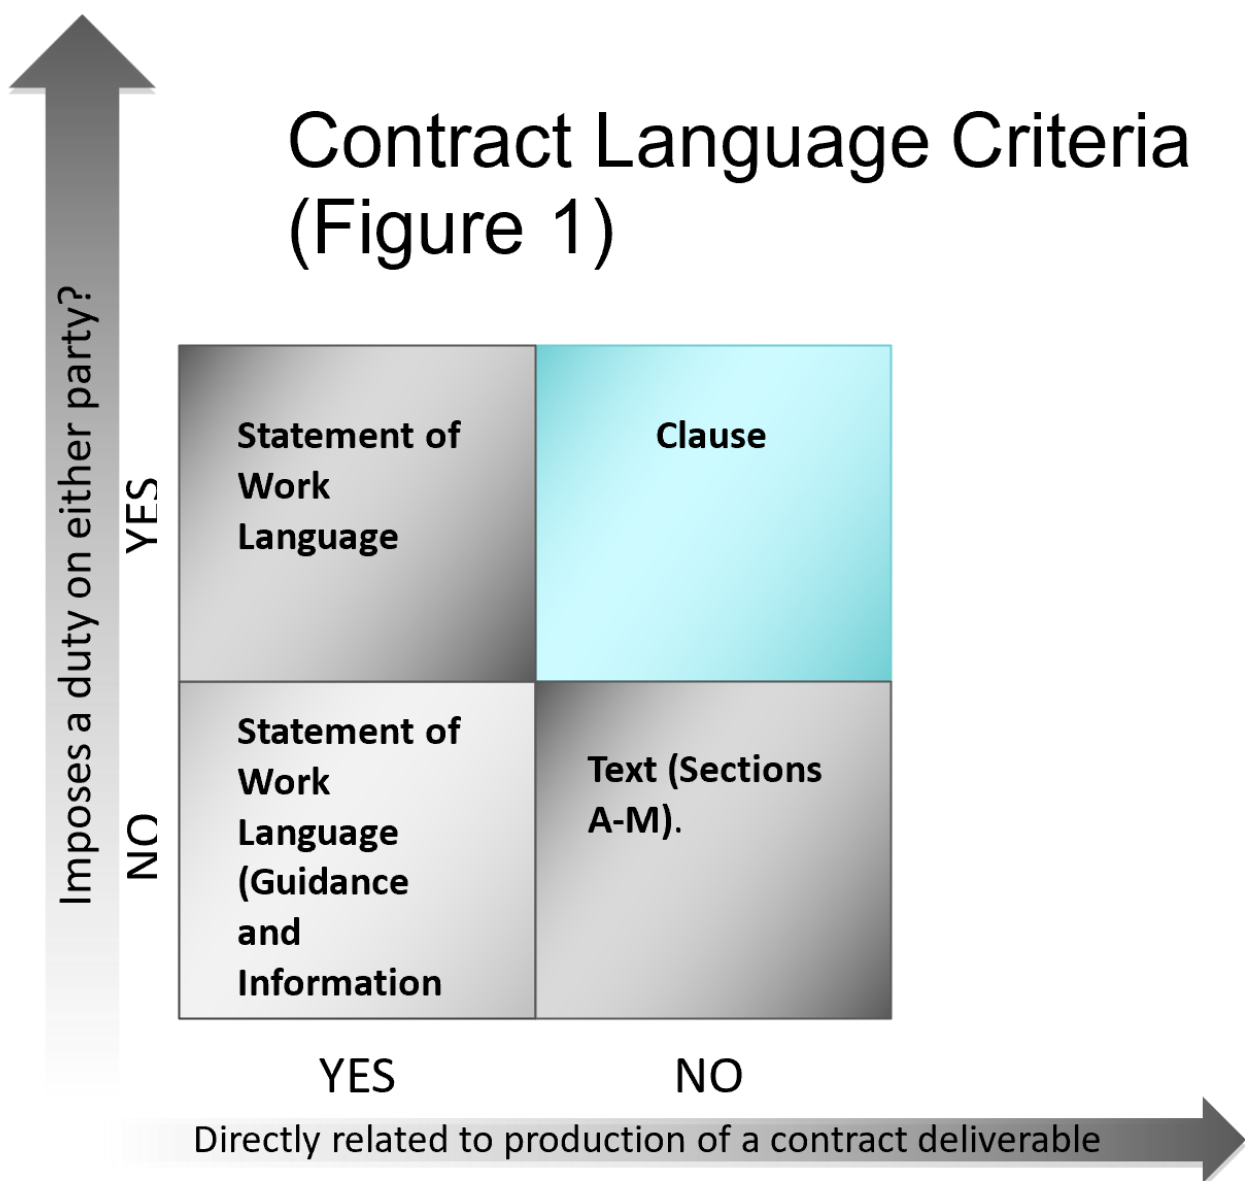 Contract Language Criteria
(Figure 1)
Imposes a duty on either party?
YES
NO
Statement of
Work
Language
Clause
Statement of
Work
Language
(Guidance
and
Information
Text (Sections
A-M).
YES
NO
Directly related to production of a contract deliverable